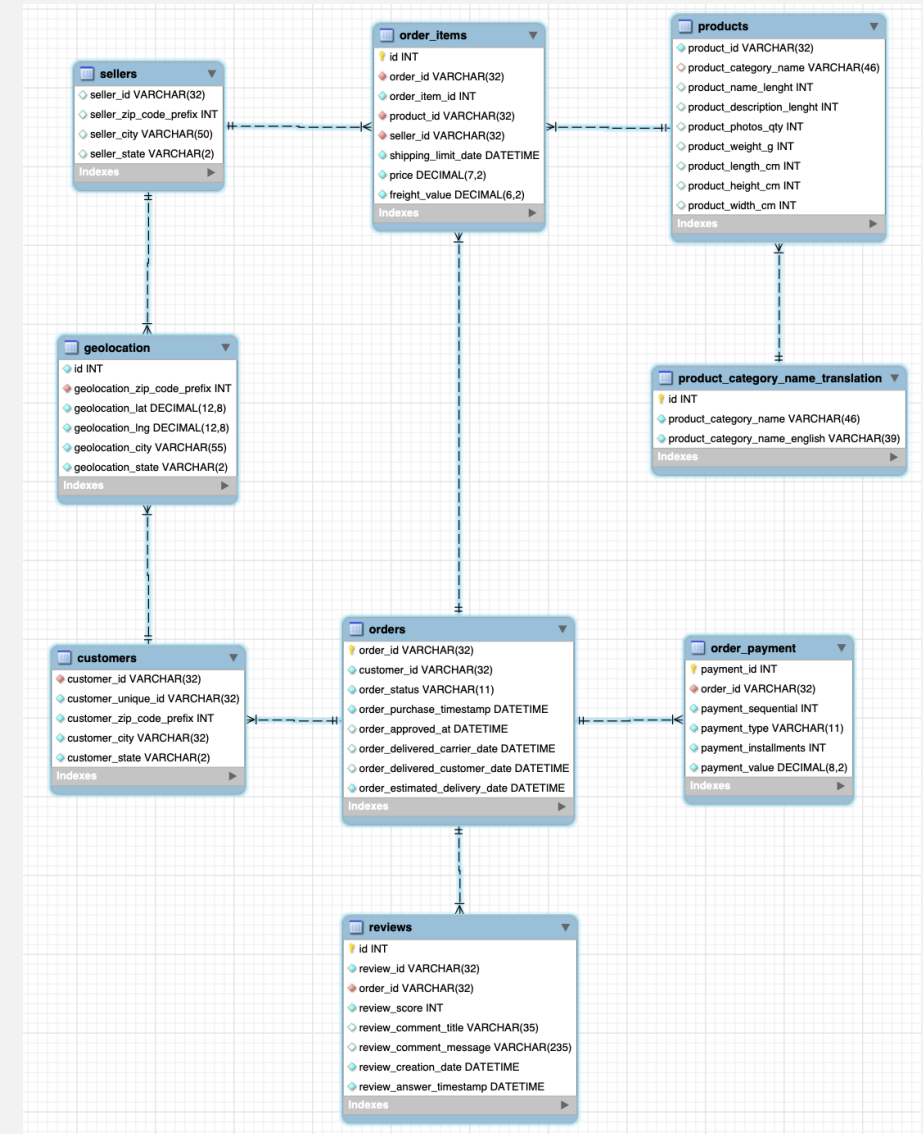 sellers
seller_id VARCHAR(32)
seller_zip_code_prefix INT
seller_city VARCHAR(50)
seller_state VARCHAR(2)
Indexes
order_items
id INT
order_id VARCHAR(32)
order_item_id INT
product_id VARCHAR(32)
seller_id VARCHAR(32)
shipping_limit_date DATETIME
price DECIMAL(7,2)
freight_value DECIMAL(6,2)
Indexes
products
product_id VARCHAR(32)
product_category_name VARCHAR(46)
product_name_lenght INT
product_description_lenght INT
product_photos_qty INT
product_weight_g INT
product_length_cm INT
product_height_cm INT
product_width_cm INT
Indexes
geolocation
id INT
geolocation_zip_code_prefix INT
geolocation_lat DECIMAL(12,8)
geolocation_lng DECIMAL(12,8)
geolocation_city VARCHAR(55)
geolocation_state VARCHAR(2)
Indexes
product_category_name_translation
id INT
product_category_name VARCHAR(46)
product_category_name_english VARCHAR(39)
Indexes
customers
customer_id VARCHAR(32)
customer_unique_id VARCHAR(32)
customer_zip_code_prefix INT
customer_city VARCHAR(32)
customer_state VARCHAR(2)
Indexes
orders
order_id VARCHAR(32)
customer_id VARCHAR(32)
order_status VARCHAR(11)
order_purchase_timestamp DATETIME
order_approved_at DATETIME
order_delivered_carrier_date DATETIME
order_delivered_customer_date DATETIME
order_estimated_delivery_date DATETIME
Indexes
order_payment
payment_id INT
order_id VARCHAR(32)
payment_sequential INT
payment_type VARCHAR(11)
payment_installments INT
payment_value DECIMAL(8,2)
Indexes
reviews
id INT
review_id VARCHAR(32)
order_id VARCHAR(32)
review_score INT
review_comment_title VARCHAR(35)
review_comment_message VARCHAR(235)
review_creation_date DATETIME
review_answer_timestamp DATETIME
Indexes